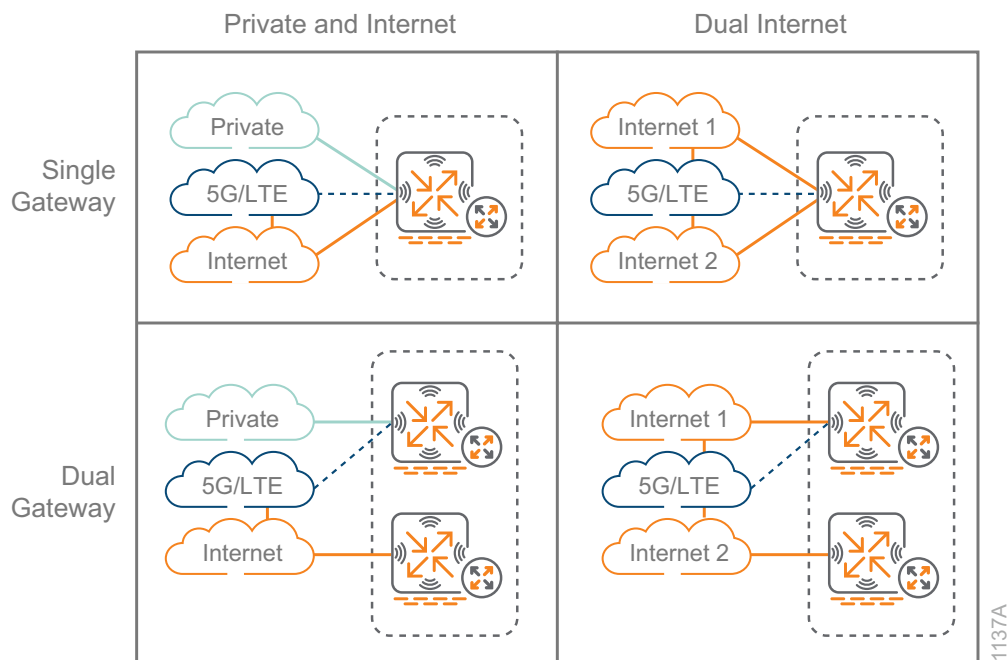 Private and Internet
Dual Internet
Single
Gateway
Private
5G/LTE
Internet
Internet 1
5G/LTE
Internet 2
Dual
Gateway
Private
5G/LTE
Internet
Internet 1
5G/LTE
Internet 2
1137A